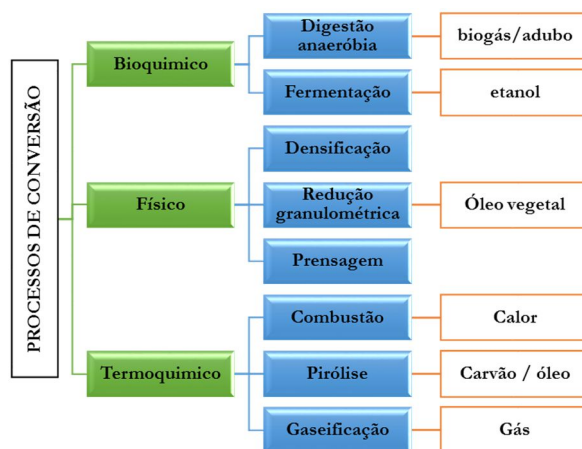 PROCESSOS DE CONVERSÃO
Bioquimico
Digestão
anaeróbia
biogás/adubo
Fermentação
etanol
Físico
Densificação
Redução
granulométrica
Óleo vegetal
Prensagem
Termoquimico
Combustão
Calor
Pirólise
Carvão / óleo
Gaseificação
Gás